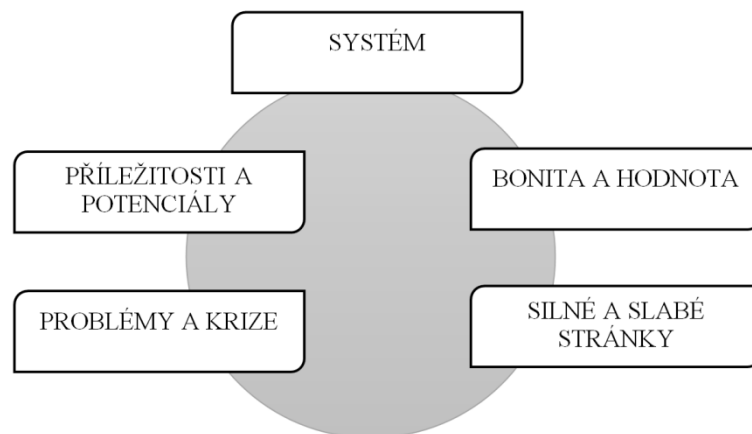 SYSTÉM
PŘÍLEŽITOSTI A
POTENCIÁLY
BONITA A HODNOTA
PROBLÉMY A KRIZE
SILNÉ A SLABÉ
STRÁNKY